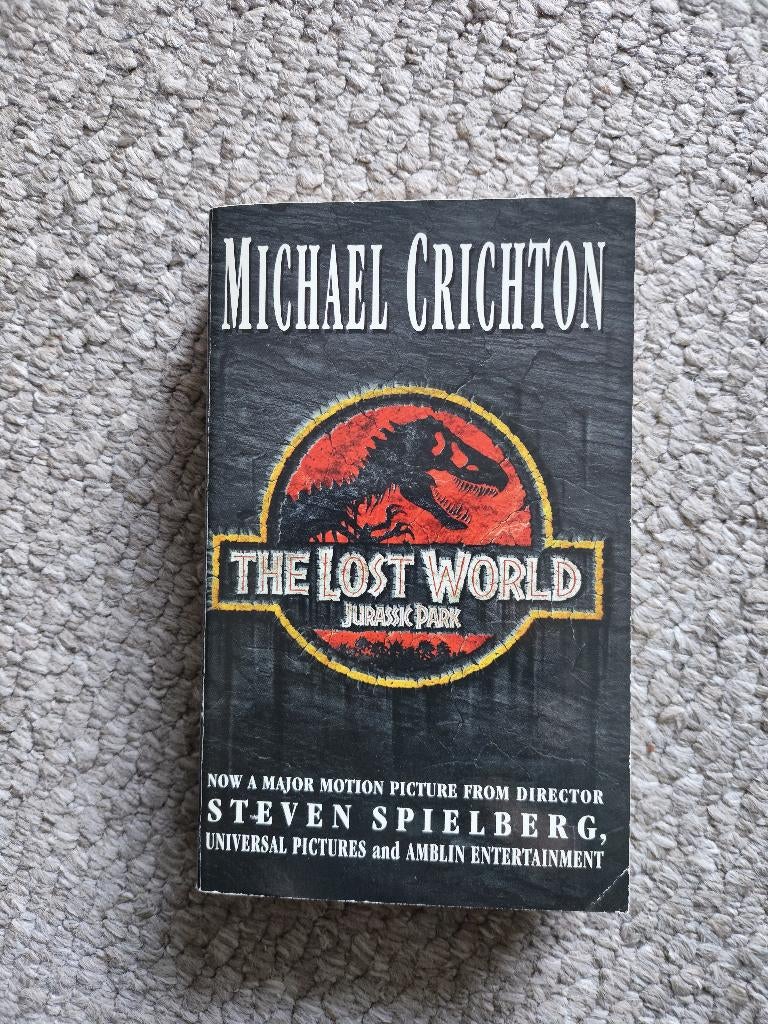 MICHAEL CRICHTON
THE LOST WORLD
JURASSIC PARK
NOW A MAJOR MOTION PICTURE FROM DIRECTOR
STEVEN SPIELBERG,
UNIVERSAL PICTURES and AMBLIN ENTERTAINMENT